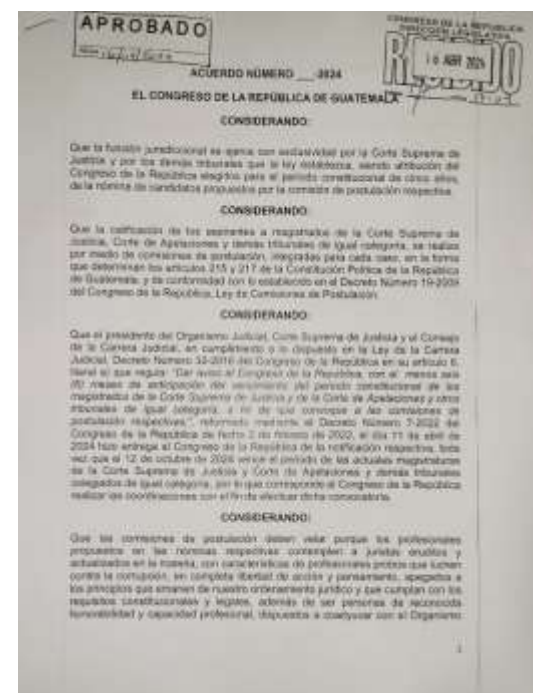 APROBADO
CONGRESO DE LA REPÚBLICA
DIRECCIÓN LEGISLATIVA
16 ABR 2024
ACUERDO NÚMERO ___-2024
EL CONGRESO DE LA REPÚBLICA DE GUATEMALA
CONSIDERANDO:
Que la función jurisdiccional se ejerce con exclusividad por la Corte Suprema de
Justicia y por los demás tribunales que la ley establezca, siendo atribución del
Congreso de la República elegirlos para el período constitucional de cinco años,
de la nómina de candidatos propuestos por la comisión de postulación respectiva.
CONSIDERANDO:
Que la calificación de los aspirantes a magistrados de la Corte Suprema de
Justicia, Corte de Apelaciones y demás tribunales de igual categoría, se realiza
por medio de comisiones de postulación, integradas para cada caso, en la forma
que determinan los artículos 215 y 217 de la Constitución Política de la República
de Guatemala, y de conformidad con lo establecido en el Decreto Número 19-2009
del Congreso de la República, Ley de Comisiones de Postulación.
CONSIDERANDO:
Que el presidente del Organismo Judicial, Corte Suprema de Justicia y el Consejo
de la Carrera Judicial, en cumplimiento a lo dispuesto en la Ley de la Carrera
Judicial, Decreto Número 32-2016 del Congreso de la República en su artículo 6,
literal que regula: "Dar aviso al Congreso de la República, con al menos seis
(6) meses de anticipación del vencimiento del período constitucional de los
magistrados de la Corte Suprema de Justicia y de la Corte de Apelaciones y otros
tribunales de igual categoría, a fin de que convoque a las comisiones de
postulación respectivas.", reformado mediante el Decreto Número 7-2022 del
Congreso de la República de fecha 2 de febrero de 2022, el día 11 de abril de
2024 hizo entrega al Congreso de la República de la notificación respectiva, toda
vez que el 12 de octubre de 2024 vence el período de las actuales magistraturas
de la Corte Suprema de Justicia y Corte de Apelaciones y demás tribunales
colegiados de igual categoría, por lo que corresponde al Congreso de la República
realizar las coordinaciones con el fin de efectuar dicha convocatoria.
CONSIDERANDO:
Que las comisiones de postulación deben velar porque los profesionales
propuestos en las nóminas respectivas contemplen a juristas eruditos y
actualizados en la materia, con características de profesionales probos que luchen
contra la corrupción, en completa libertad de acción y pensamiento, apegados a
los principios que emanen de nuestro ordenamiento jurídico y que cumplan con los
requisitos constitucionales y legales, además de ser personas de reconocida
honorabilidad y capacidad profesional, dispuestos a coadyuvar con el Organismo